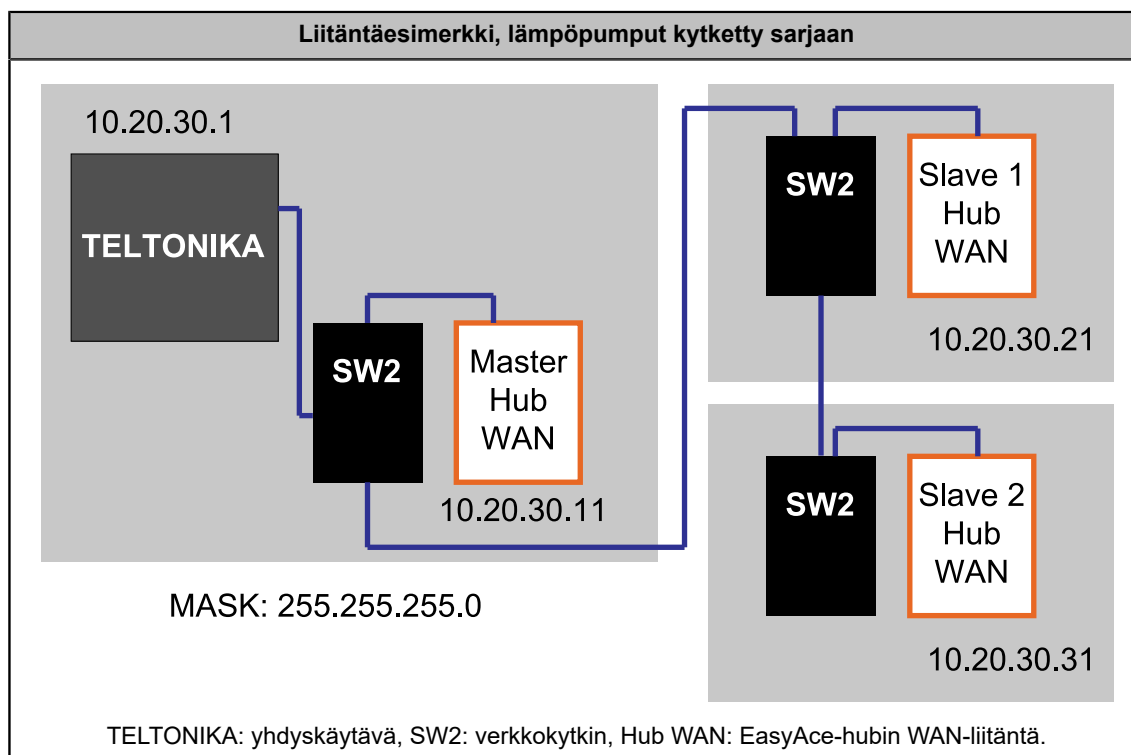 Liitäntäesimerkki, lämpöpumput kytketty sarjaan
10.20.30.1
TELTONIKA
SW2
Master
Hub
WAN
10.20.30.11
MASK: 255.255.255.0
SW2
Slave 1
Hub
WAN
10.20.30.21
SW2
Slave 2
Hub
WAN
10.20.30.31
TELTONIKA: yhdyskäytävä, SW2: verkkokytkin, Hub WAN: EasyAce-hubin WAN-liitäntä.